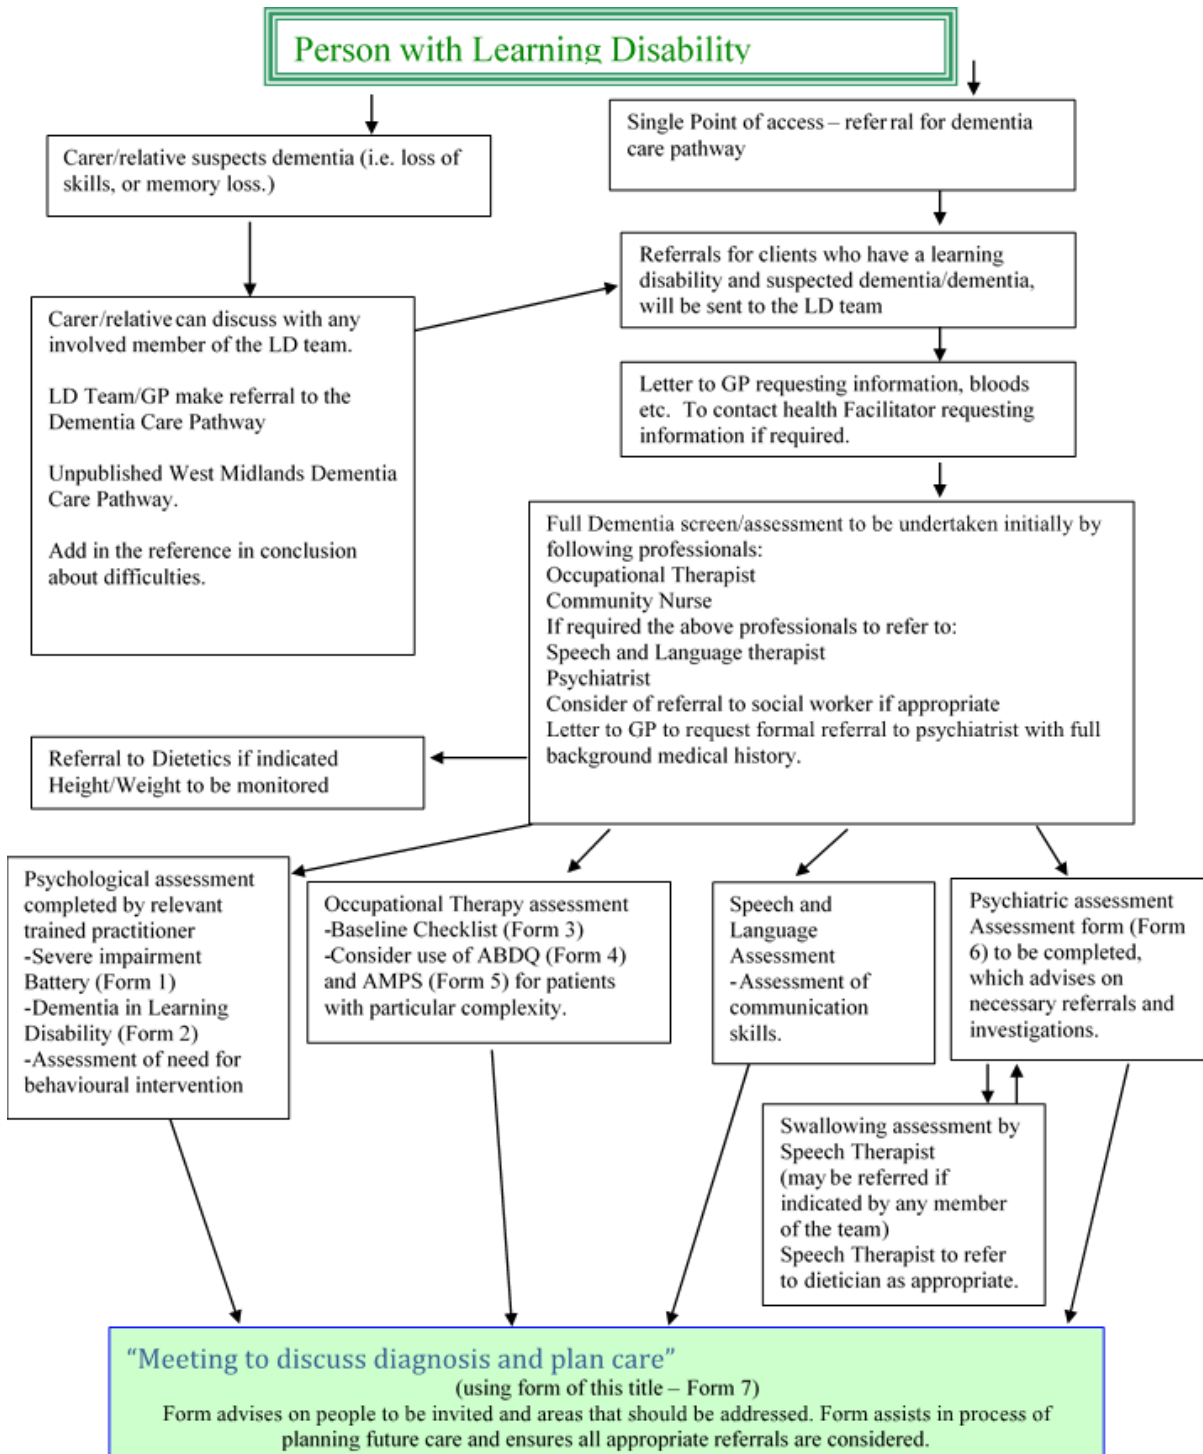 Person with Learning Disability
Single Point of access – referral for dementia
care pathway
Carer/relative suspects dementia (i.e. loss of
skills, or memory loss.)
Referrals for clients who have a learning
disability and suspected dementia/dementia,
will be sent to the LD team
Carer/relative can discuss with any
involved member of the LD team.
LD Team/GP make referral to the
Dementia Care Pathway
Unpublished West Midlands Dementia
Care Pathway.
Add in the reference in conclusion
about difficulties.
Letter to GP requesting information, bloods
etc. To contact health Facilitator requesting
information if required.
Full Dementia screen/assessment to be undertaken initially by
following professionals:
Occupational Therapist
Community Nurse
If required the above professionals to refer to:
Speech and Language therapist
Psychiatrist
Consider of referral to social worker if appropriate
Letter to GP to request formal referral to psychiatrist with full
background medical history.
Referral to Dietetics if indicated
Height/Weight to be monitored
Psychological assessment
completed by relevant
trained practitioner
-Severe impairment
Battery (Form 1)
-Dementia in Learning
Disability (Form 2)
-Assessment of need for
behavioural intervention
Occupational Therapy assessment
-Baseline Checklist (Form 3)
-Consider use of ABDQ (Form 4)
and AMPS (Form 5) for patients
with particular complexity.
Speech and
Language
Assessment
-Assessment of
communication
skills.
Psychiatric assessment
Assessment form (Form
6) to be completed,
which advises on
necessary referrals and
investigations.
Swallowing assessment by
Speech Therapist
(may be referred if
indicated by any member
of the team)
Speech Therapist to refer
to dietician as appropriate.
“Meeting to discuss diagnosis and plan care”
(using form of this title – Form 7)
Form advises on people to be invited and areas that should be addressed. Form assists in process of
planning future care and ensures all appropriate referrals are considered.